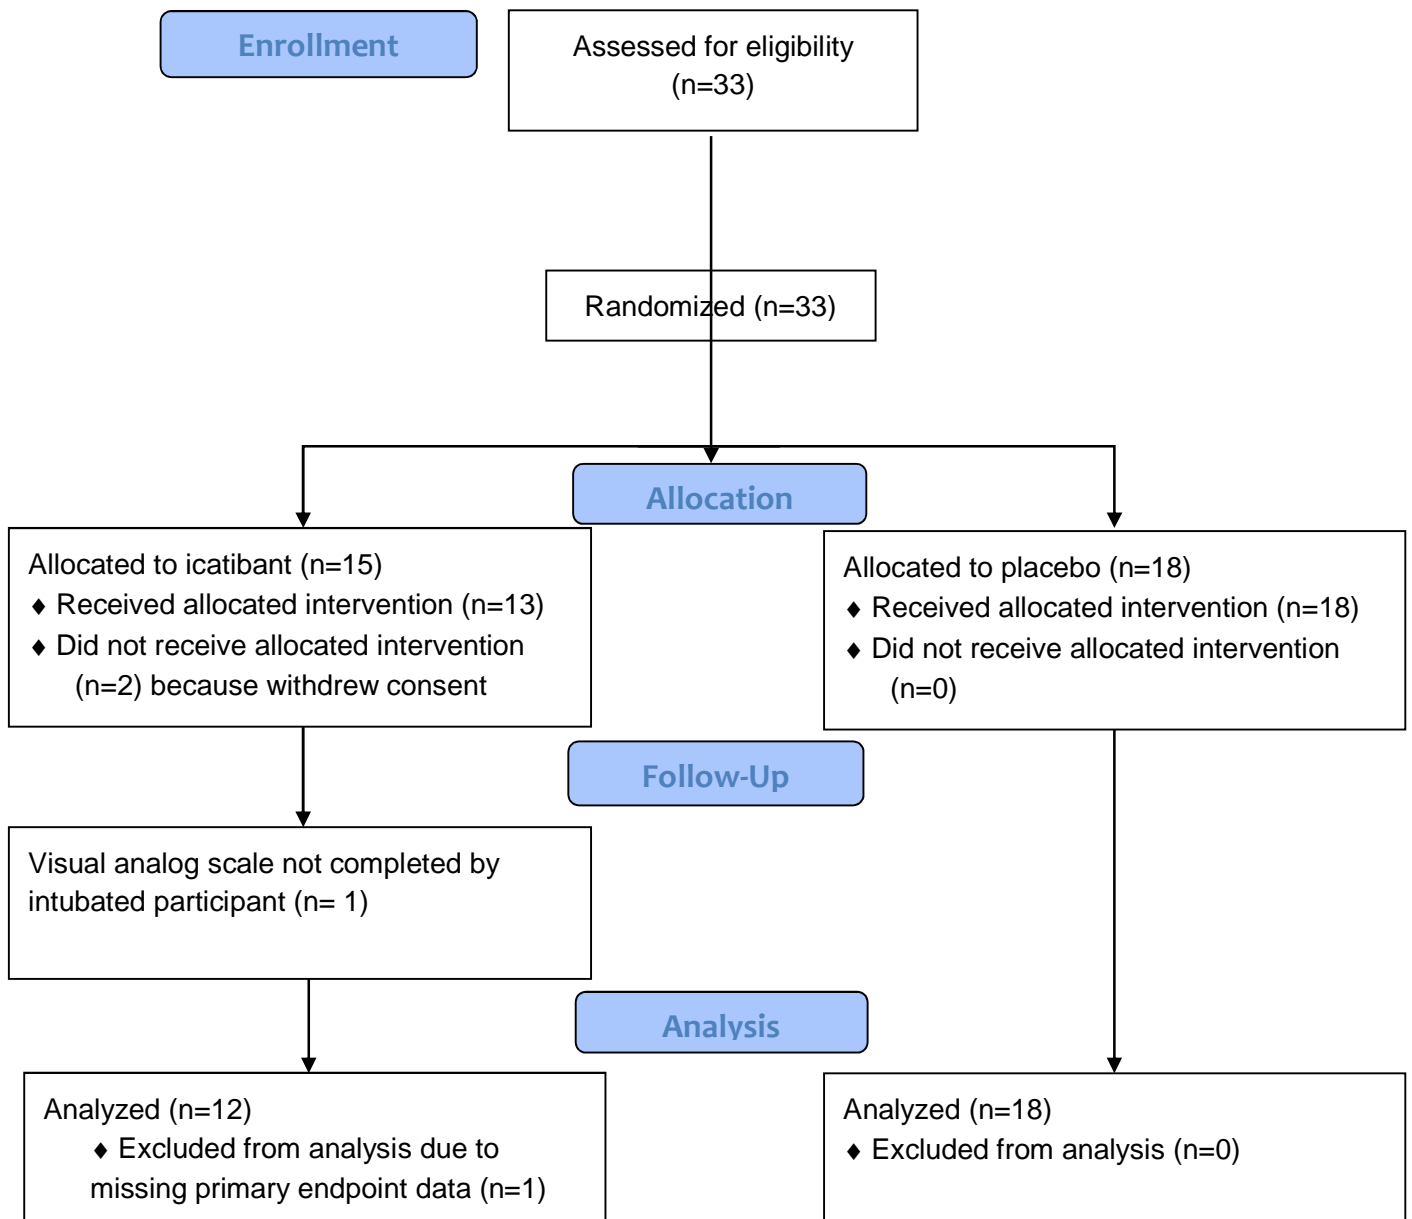 Enrollment
Assessed for eligibility
(n=33)
Randomized (n=33)
Allocation
Allocated to icatibant (n=15)
♦ Received allocated intervention (n=13)
♦ Did not receive allocated intervention
(n=2) because withdrew consent
Allocated to placebo (n=18)
♦ Received allocated intervention (n=18)
♦ Did not receive allocated intervention
(n=0)
Follow-Up
Visual analog scale not completed by
intubated participant (n= 1)
Analysis
Analyzed (n=12)
♦ Excluded from analysis due to
missing primary endpoint data (n=1)
Analyzed (n=18)
♦ Excluded from analysis (n=0)